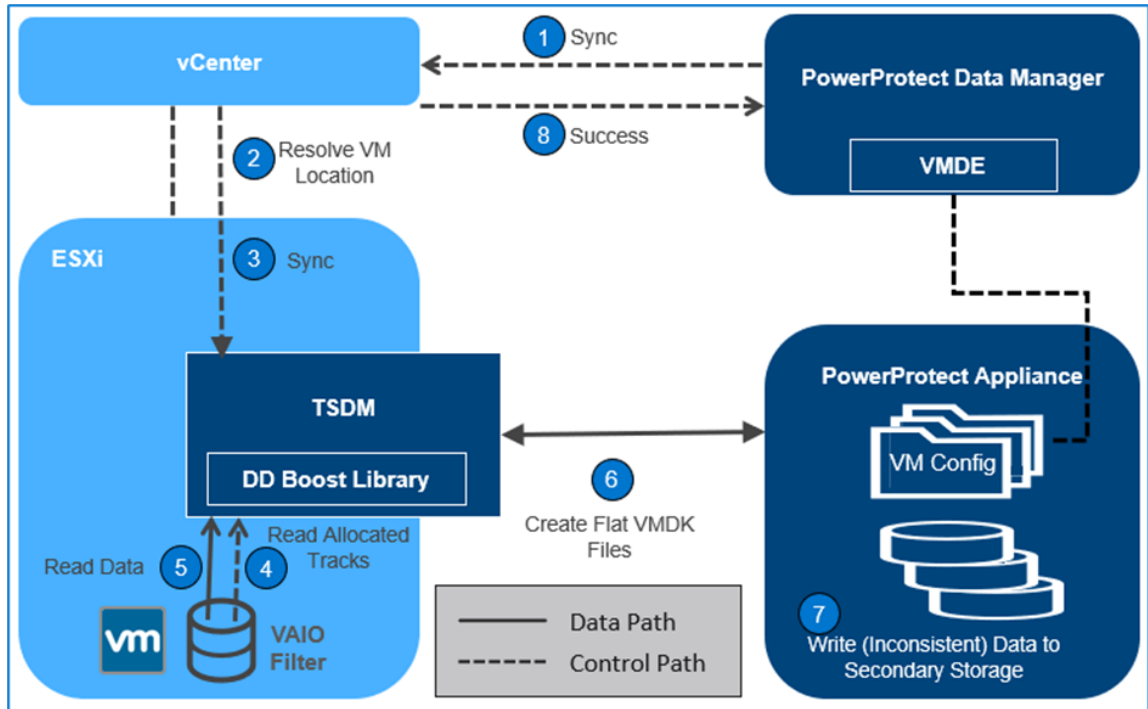 1
Sync
vCenter
PowerProtect Data Manager
8
Success
VMDE
2
Resolve VM
Location
ESXi
3
Sync
TSDM
DD Boost Library
PowerProtect Appliance
VM Config
6
Create Flat VMDK
Files
Read Data
5
4
Read Allocated
Tracks
vm
VAIO
Filter
Data Path
Control Path
7
Write (Inconsistent) Data to
Secondary Storage